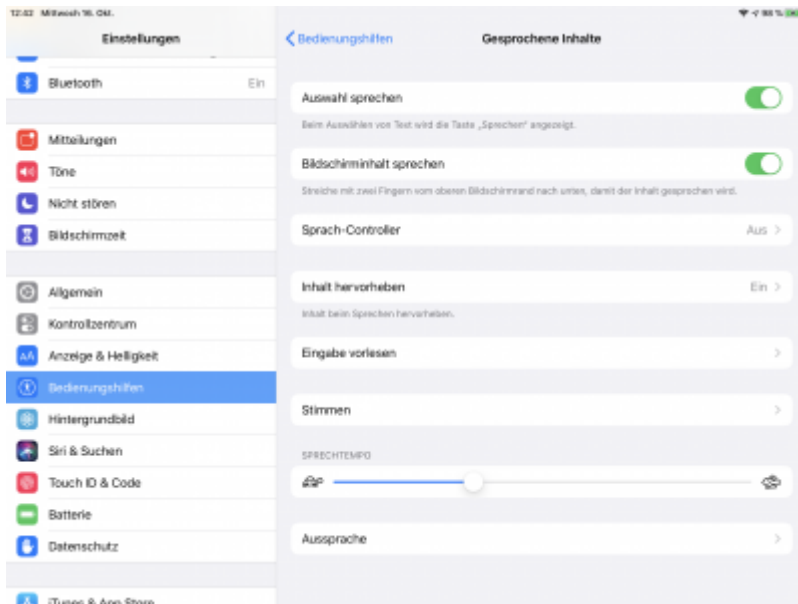 12:42 Mittwoch 16. Okt.
98 %
Einstellungen
Bluetooth Ein
Mitteilungen
Töne
Nicht stören
Bildschirmzeit
Allgemein
Kontrollzentrum
Anzeige & Helligkeit
Bedienungshilfen
Hintergrundbild
Siri & Suchen
Touch ID & Code
Batterie
Datenschutz
iTunes & App Store
Bedienungshilfen
Gesprochene Inhalte
Auswahl sprechen
Beim Auswählen von Text wird die Taste „Sprechen“ angezeigt.
Bildschirminhalt sprechen
Streiche mit zwei Fingern vom oberen Bildschirmrand nach unten, damit der Inhalt gesprochen wird.
Sprach-Controller Aus
Inhalt hervorheben Ein
Inhalt beim Sprechen hervorheben.
Eingabe vorlesen
Stimmen
SPRECHTEMPO
Aussprache